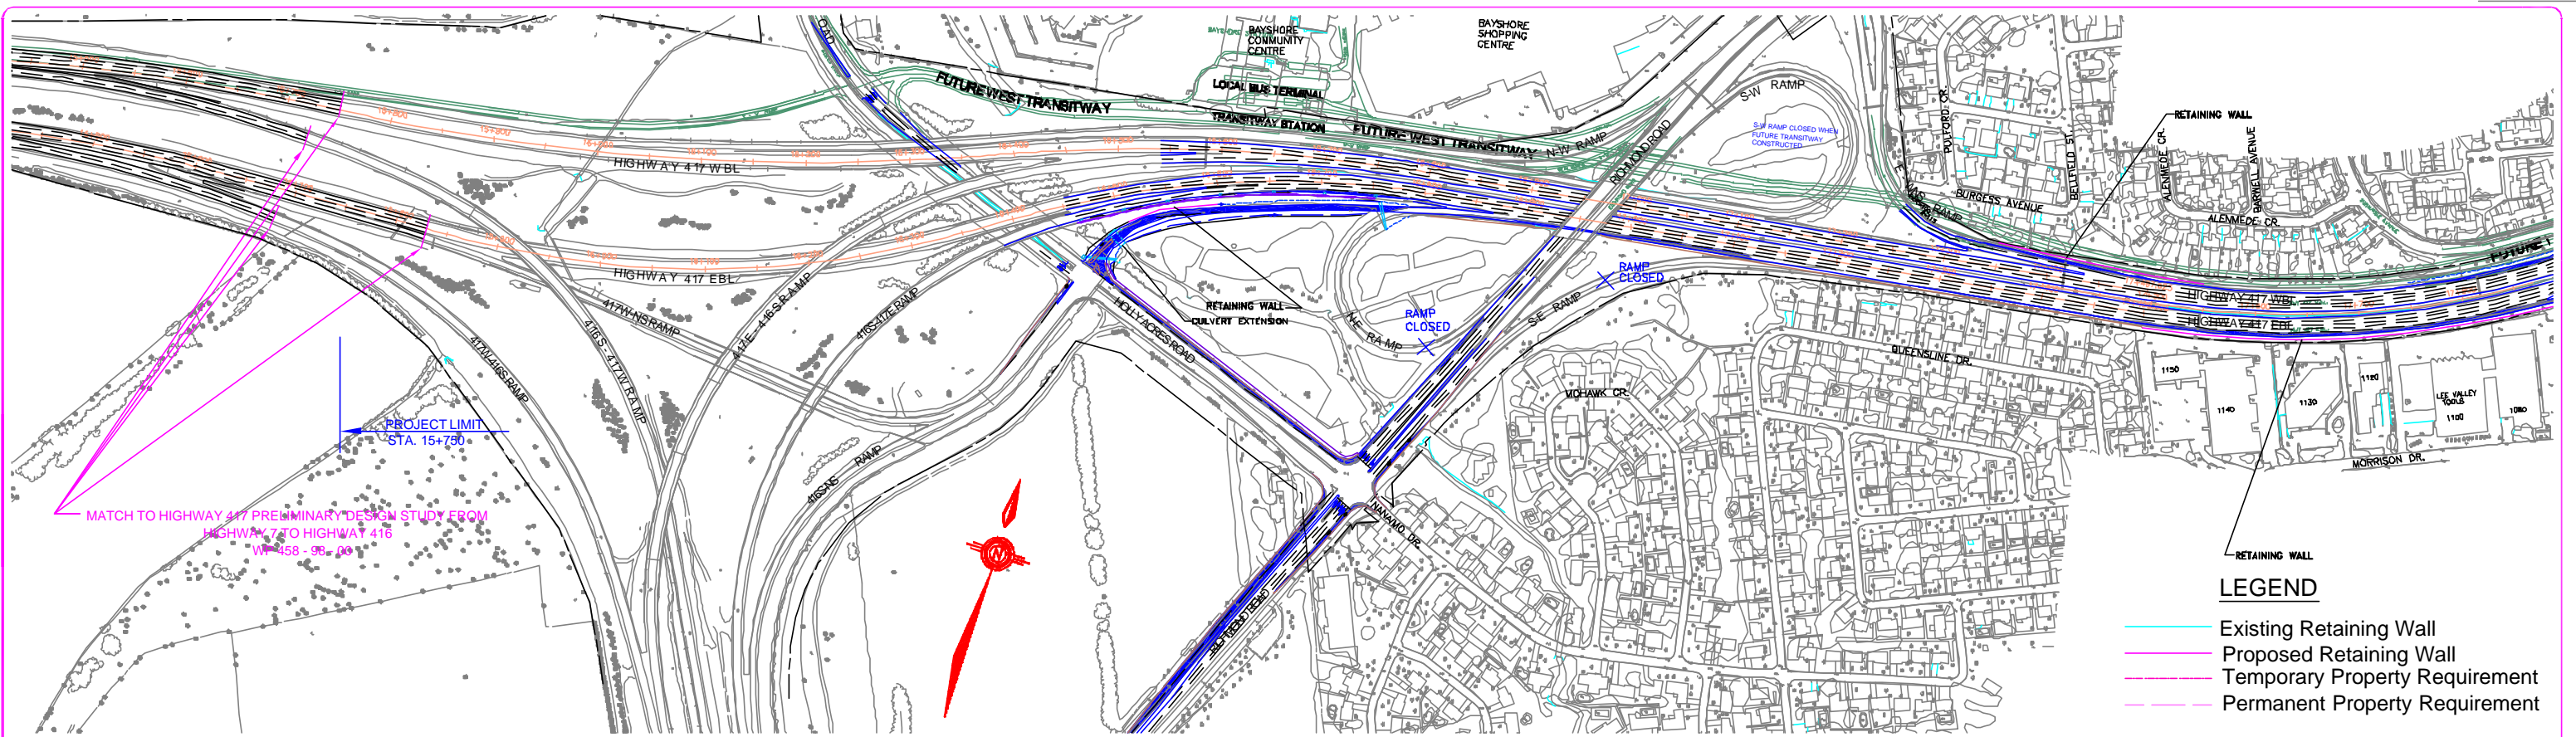 BAYSHORE
COMMUNITY
CENTRE
BAYSHORE
SHOPPING
CENTRE
FUTURE WEST TRANSITWAY
LOCAL BUS TERMINAL
TRANSITWAY STATION
FUTURE WEST TRANSITWAY
N-W RAMP
RICHMOND ROAD
S-W RAMP
S-W RAMP CLOSED WHEN
FUTURE TRANSITWAY
CONSTRUCTED
PULFORD CR.
BELLFIELD ST.
BURGESS AVENUE
RETAINING WALL
ALENMEDE CR.
BARWELL AVENUE
ALENMEDE CR.
HIGHWAY 417 WBL
HIGHWAY 417 EBL
HIGHWAY 417 WBL
HIGHWAY 417 EBL
417W-NS RAMP
416S - 417W RAMP
417E - 416S RAMP
416S-417E RAMP
417W-416S RAMP
416S-NS RAMP
HOLLY ACRES ROAD
RETAINING WALL
CULVERT EXTENSION
N-E RAMP
RAMP
CLOSED
S-E RAMP
RAMP
CLOSED
QUEENSLINE DR.
MOHAWK CR.
NANAIMO DR.
1150
1140
1130
1120
LEE VALLEY
TOOLS
1100
1080
MORRISON DR.
RETAINING WALL
PROJECT LIMIT
STA. 15+750
MATCH TO HIGHWAY 417 PRELIMINARY DESIGN STUDY FROM
HIGHWAY 7 TO HIGHWAY 416
WP 458 - 98 - 00
N
LEGEND
Existing Retaining Wall
Proposed Retaining Wall
Temporary Property Requirement
Permanent Property Requirement